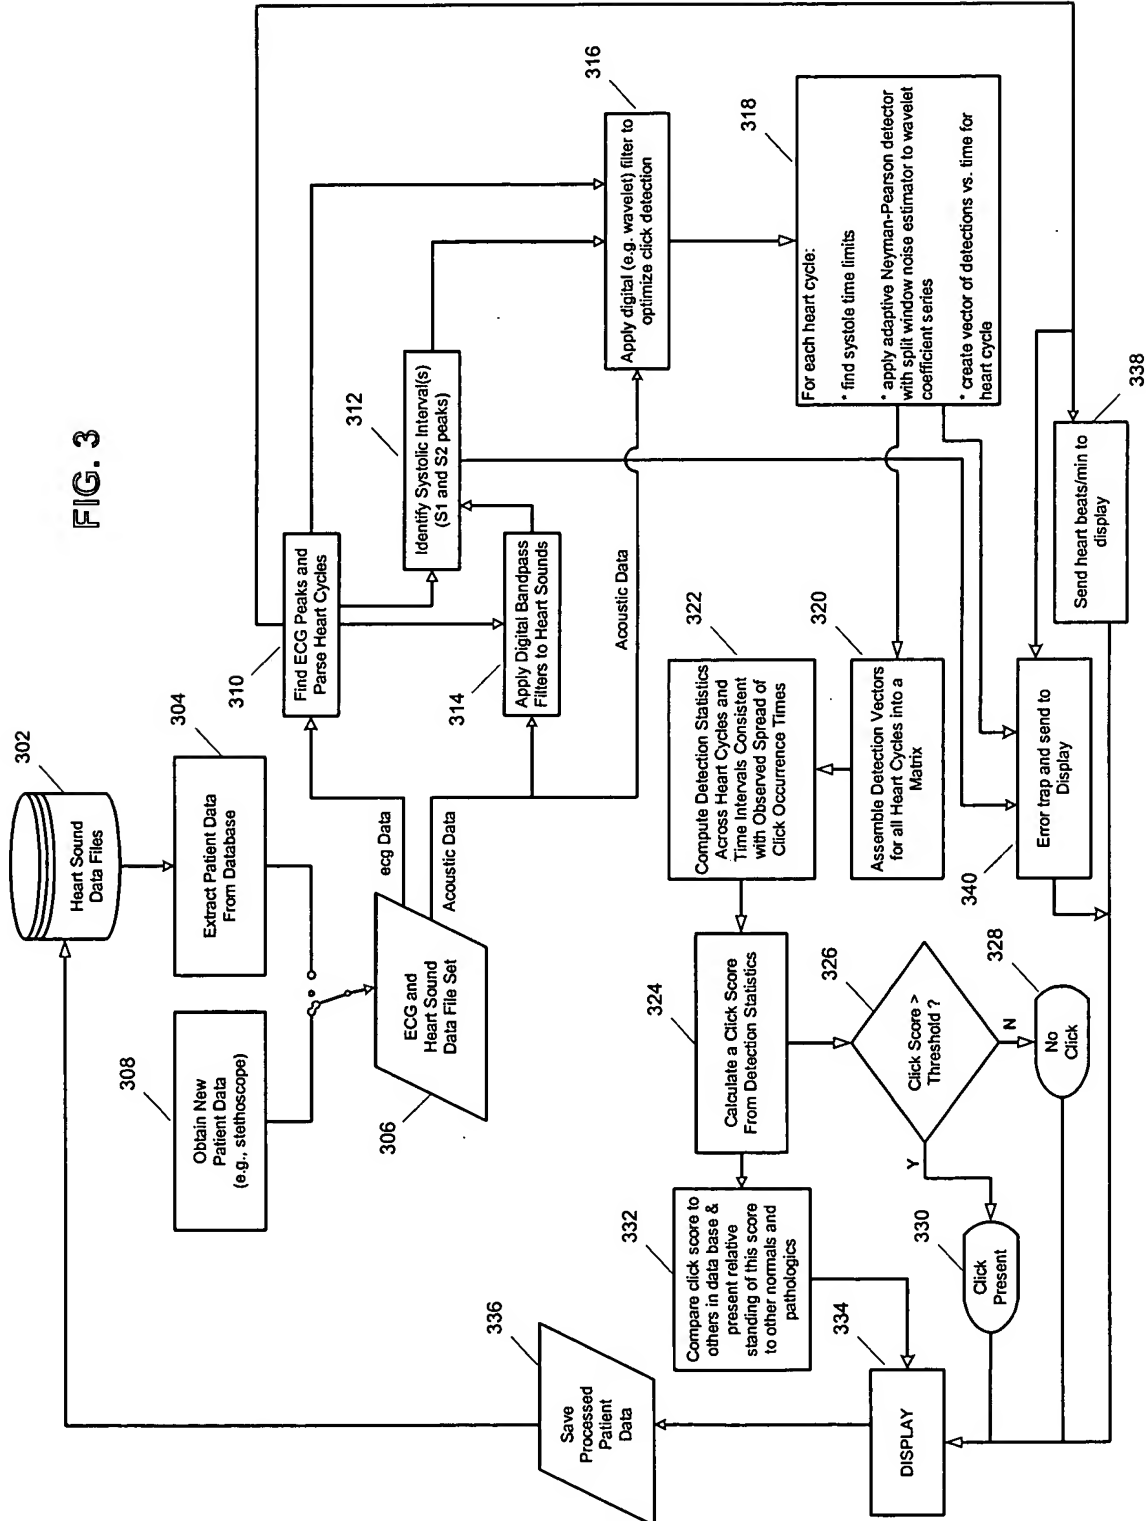 FIG. 3
302
Heart Sound
Data Files
304
Extract Patient Data
From Database
308
Obtain New
Patient Data
(e.g., stethoscope)
306
ECG and
Heart Sound
Data File Set
ecg Data
Acoustic Data
310
Find ECG Peaks and
Parse Heart Cycles
312
Identify Systolic Interval(s)
(S1 and S2 peaks)
314
Apply Digital Bandpass
Filters to Heart Sounds
Acoustic Data
316
Apply digital (e.g. wavelet) filter to
optimize click detection
318
For each heart cycle:
* find systole time limits
* apply adaptive Neyman-Pearson detector
with split window noise estimator to wavelet
coefficient series
* create vector of detections vs. time for
heart cycle
320
Assemble Detection Vectors
for all Heart Cycles into a
Matrix
322
Compute Detection Statistics
Across Heart Cycles and
Time Intervals Consistent
with Observed Spread of
Click Occurrence Times
324
Calculate a Click Score
From Detection Statistics
326
Click Score >
Threshold ?
N
Y
328
No
Click
330
Click
Present
332
Compare click score to
others in data base &
present relative
standing of this score
to other normals and
pathologics
334
DISPLAY
336
Save
Processed
Patient
Data
338
Send heart beats/min to
display
340
Error trap and send to
Display